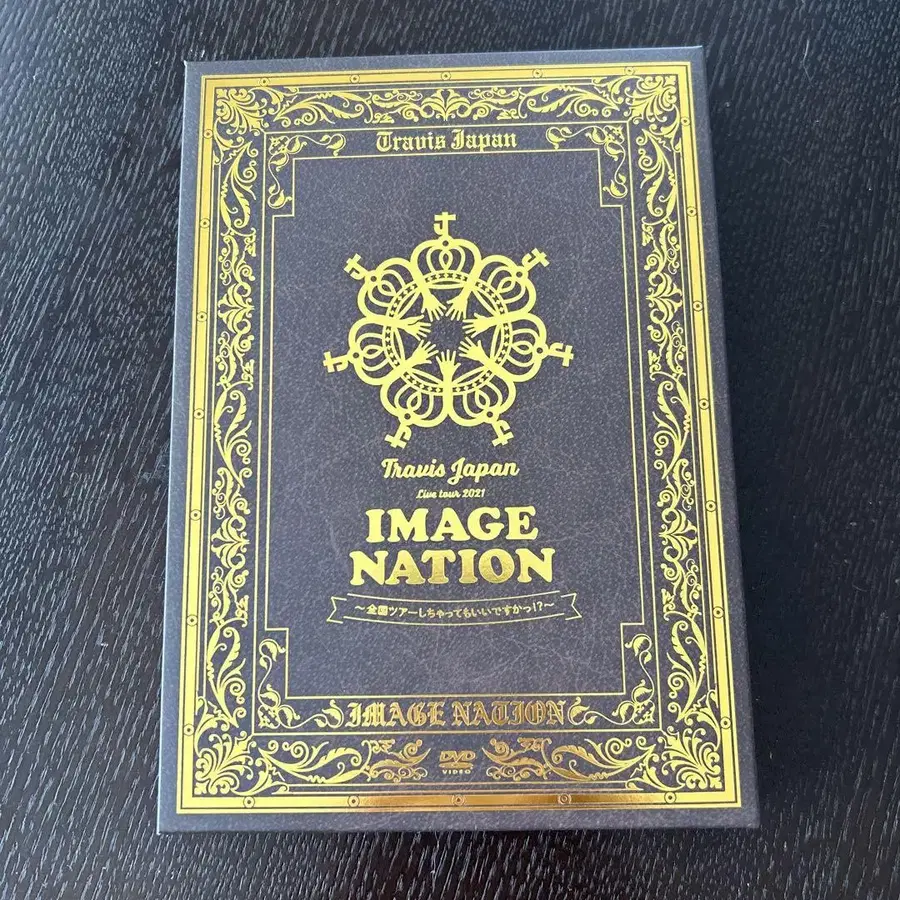 Travis Japan
Travis Japan
Live tour 2021
IMAGE
NATION
～全国ツアーしちゃってもいいですかっ!?～
IMAGE NATION
DVD
VIDEO